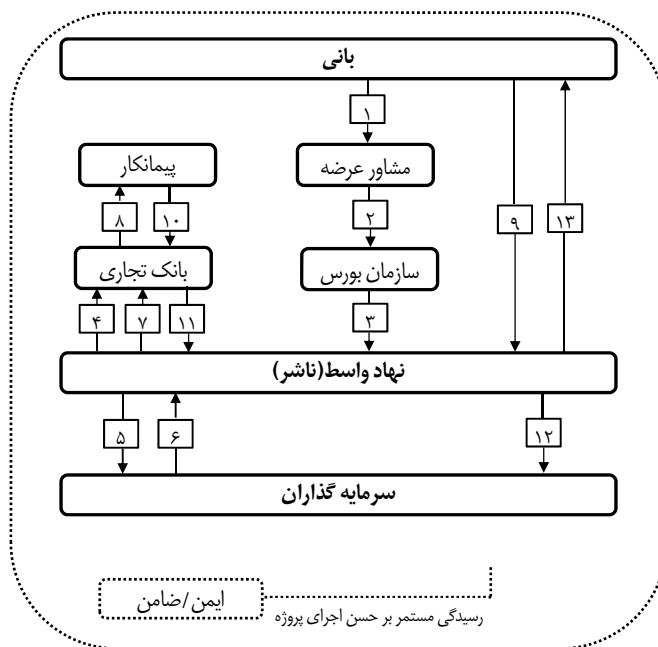 بانی
۱
پیمانکار
مشاور عرضه
۸
۱۰
۲
۹
۱۳
بانک تجاری
سازمان بورس
۴
۷
۱۱
۳
نهاد واسط(ناشر)
۵
۶
۱۲
سرمایه گذاران
ایمن/ضامن
رسیدگی مستمر بر حسن اجرای پروژه